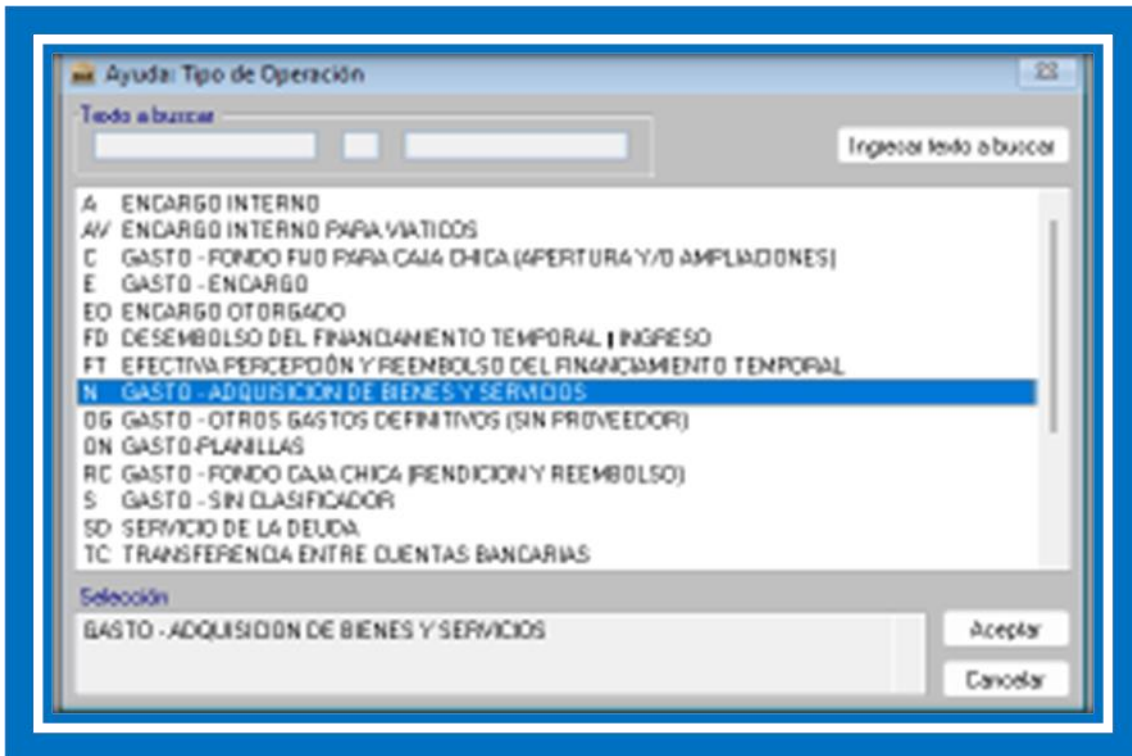 Ayuda: Tipo de Operación
Texto a buscar
Ingresar texto a buscar
A ENCARGO INTERNO
AV ENCARGO INTERNO PARA VIATICOS
C GASTO - FONDO FIJO PARA CAJA CHICA (APERTURA Y/O AMPLIACIONES)
E GASTO - ENCARGO
EO ENCARGO OTORGADO
FD DESEMBOLSO DEL FINANCIAMIENTO TEMPORAL | INGRESO
FT EFECTIVA PERCEPCIÓN Y REEMBOLSO DEL FINANCIAMIENTO TEMPORAL
N GASTO - ADQUISICION DE BIENES Y SERVICIOS
OG GASTO - OTROS GASTOS DEFINITIVOS (SIN PROVEEDOR)
ON GASTO-PLANILLAS
RC GASTO - FONDO CAJA CHICA (RENDICION Y REEMBOLSO)
S GASTO - SIN CLASIFICADOR
SD SERVICIO DE LA DEUDA
TC TRANSFERENCIA ENTRE CUENTAS BANCARIAS
Selección
GASTO - ADQUISICION DE BIENES Y SERVICIOS
Aceptar
Cancelar